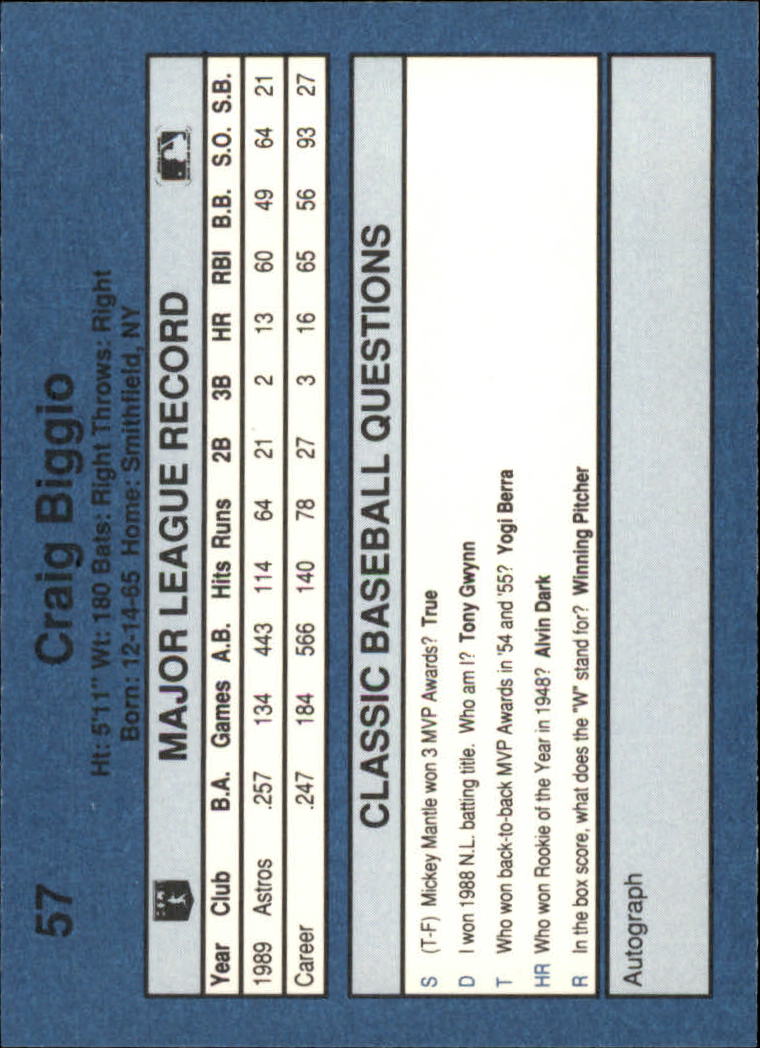 57 Craig Biggio
Ht: 5'11" Wt: 180 Bats: Right Throws: Right
Born: 12-14-65 Home: Smithfield, NY
MAJOR LEAGUE RECORD
Year Club B.A. Games A.B. Hits Runs 2B 3B HR RBI B.B. S.O. S.B.
1989 Astros .257 134 443 114 64 21 2 13 60 49 64 21
Career .247 184 566 140 78 27 3 16 65 56 93 27
CLASSIC BASEBALL QUESTIONS
S (T-F) Mickey Mantle won 3 MVP Awards? True
D I won 1988 N.L. batting title. Who am I? Tony Gwynn
T Who won back-to-back MVP Awards in '54 and '55? Yogi Berra
HR Who won Rookie of the Year in 1948? Alvin Dark
R In the box score, what does the "W" stand for? Winning Pitcher
Autograph